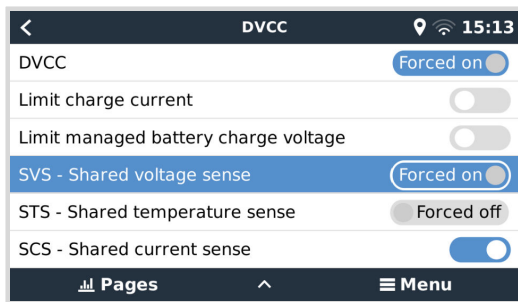 DVCC 15:13
DVCC Forced on
Limit charge current
Limit managed battery charge voltage
SVS - Shared voltage sense Forced on
STS - Shared temperature sense Forced off
SCS - Shared current sense
Pages Menu